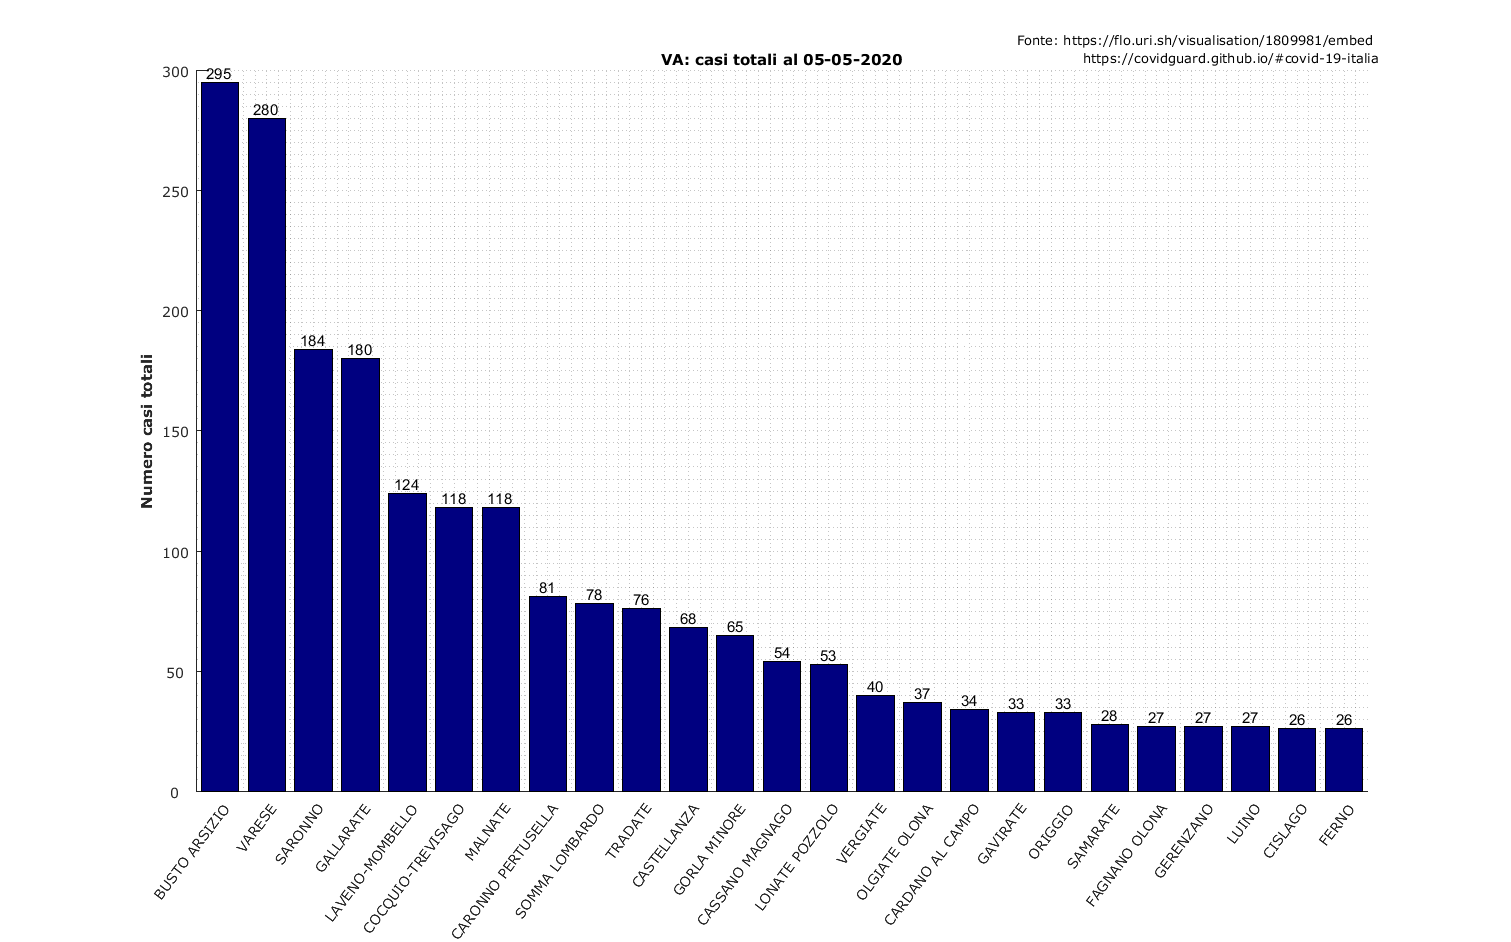 Fonte: https://flo.uri.sh/visualisation/1809981/embed
https://covidguard.github.io/#covid-19-italia
VA: casi totali al 05-05-2020
Numero casi totali
300
250
200
150
100
50
0
295
280
184
180
124
118
118
81
78
76
68
65
54
53
40
37
34
33
33
28
27
27
27
26
26
BUSTO ARSIZIO
VARESE
SARONNO
GALLARATE
LAVENO-MOMBELLO
COCQUIO-TREVISAGO
MALNATE
CARONNO PERTUSELLA
SOMMA LOMBARDO
TRADATE
CASTELLANZA
GORLA MINORE
CASSANO MAGNAGO
LONATE POZZOLO
VERGIATE
OLGIATE OLONA
CARDANO AL CAMPO
GAVIRATE
ORIGGIO
SAMARATE
FAGNANO OLONA
GERENZANO
LUINO
CISLAGO
FERNO